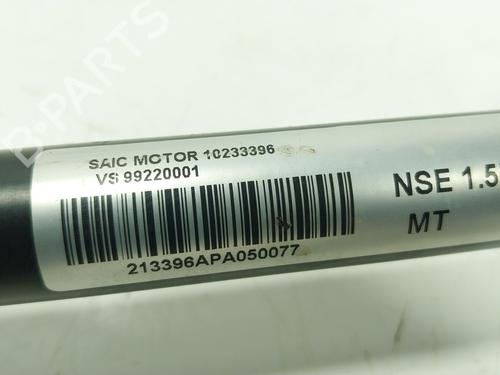 B-PARTS
SAIC MOTOR 10233396
VS 99220001
213396APA050077
NSE 1.5
MT